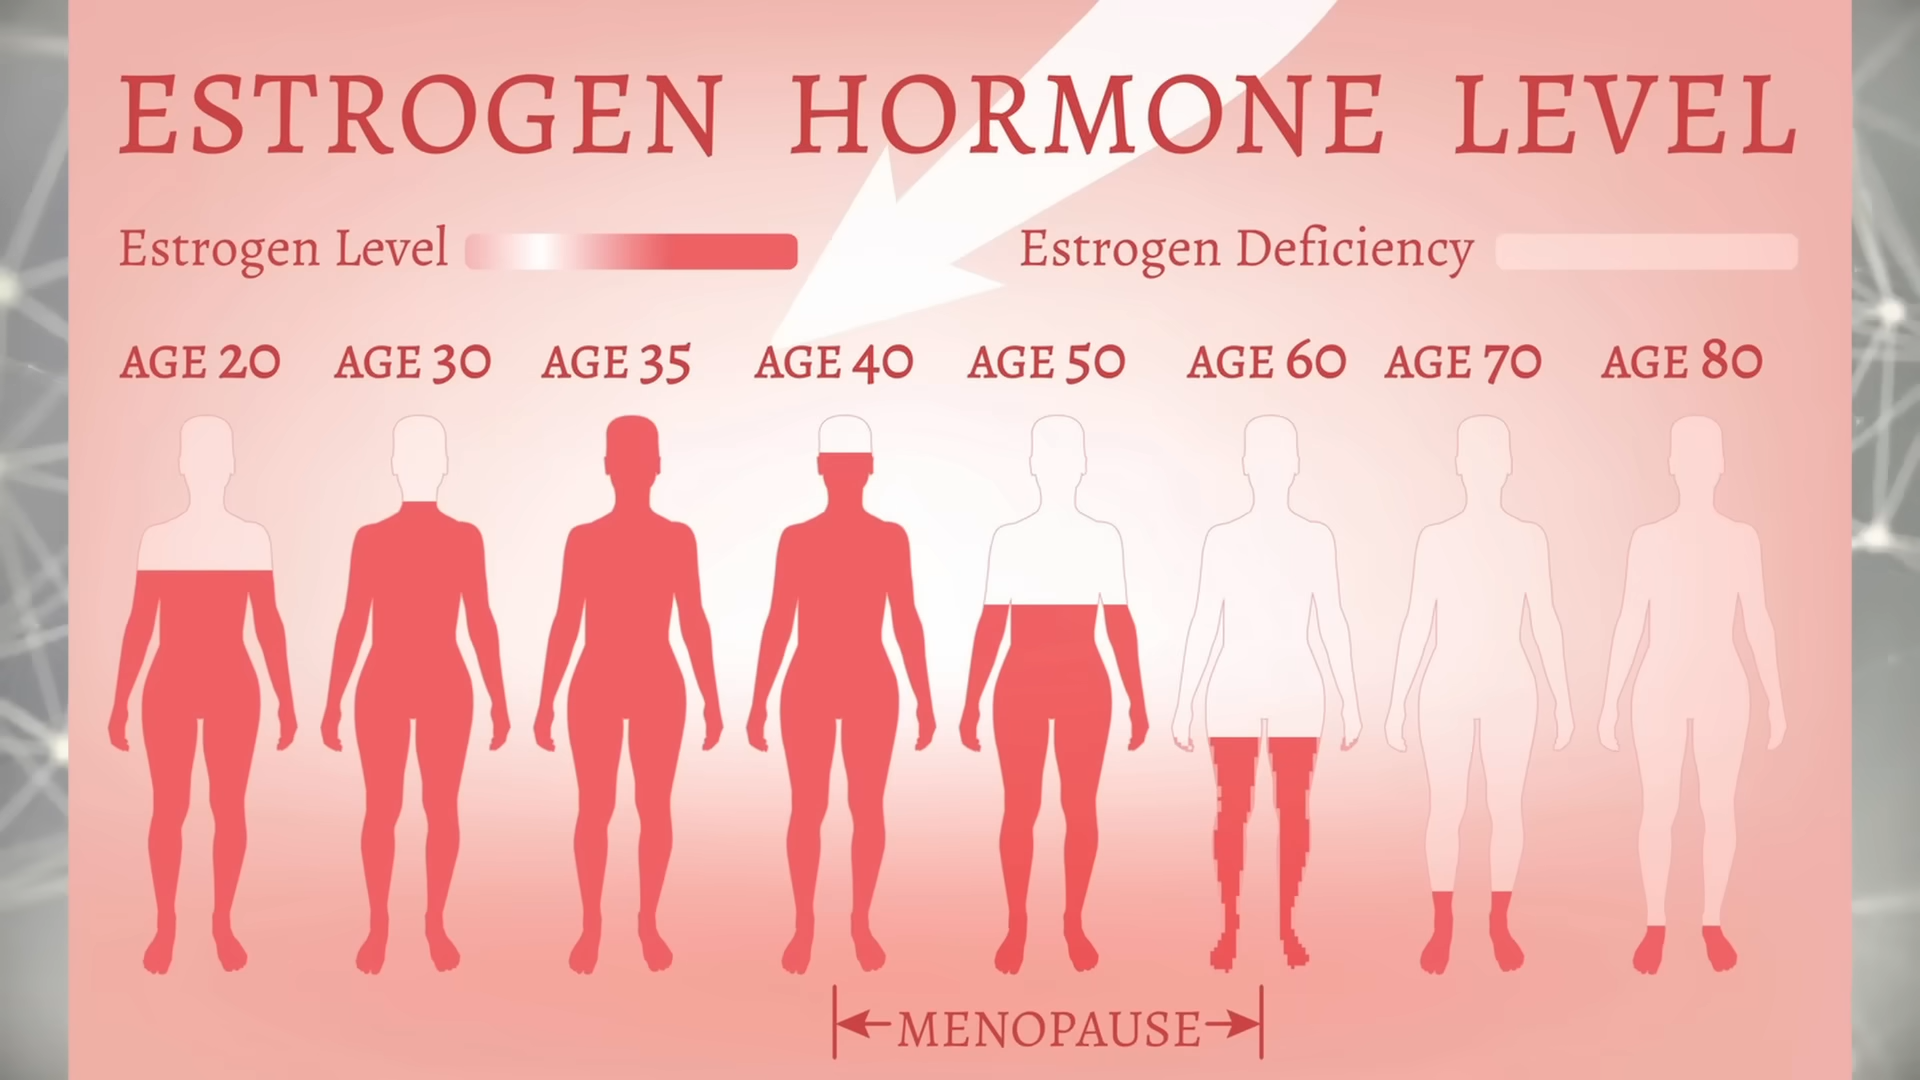 ESTROGEN HORMONE LEVEL
Estrogen Level
Estrogen Deficiency
AGE 20 AGE 30 AGE 35 AGE 40 AGE 50 AGE 60 AGE 70 AGE 80
MENOPAUSE